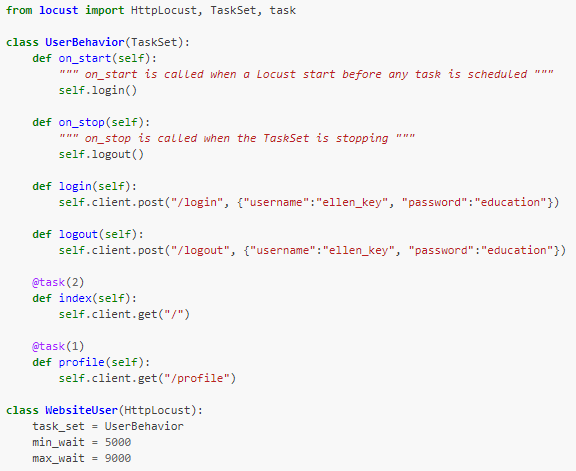 from locust import HttpLocust, TaskSet, task

class UserBehavior(TaskSet):
    def on_start(self):
        """ on_start is called when a Locust start before any task is scheduled """
        self.login()

    def on_stop(self):
        """ on_stop is called when the TaskSet is stopping """
        self.logout()

    def login(self):
        self.client.post("/login", {"username":"ellen_key", "password":"education"})

    def logout(self):
        self.client.post("/logout", {"username":"ellen_key", "password":"education"})

    @task(2)
    def index(self):
        self.client.get("/")

    @task(1)
    def profile(self):
        self.client.get("/profile")

class WebsiteUser(HttpLocust):
    task_set = UserBehavior
    min_wait = 5000
    max_wait = 9000